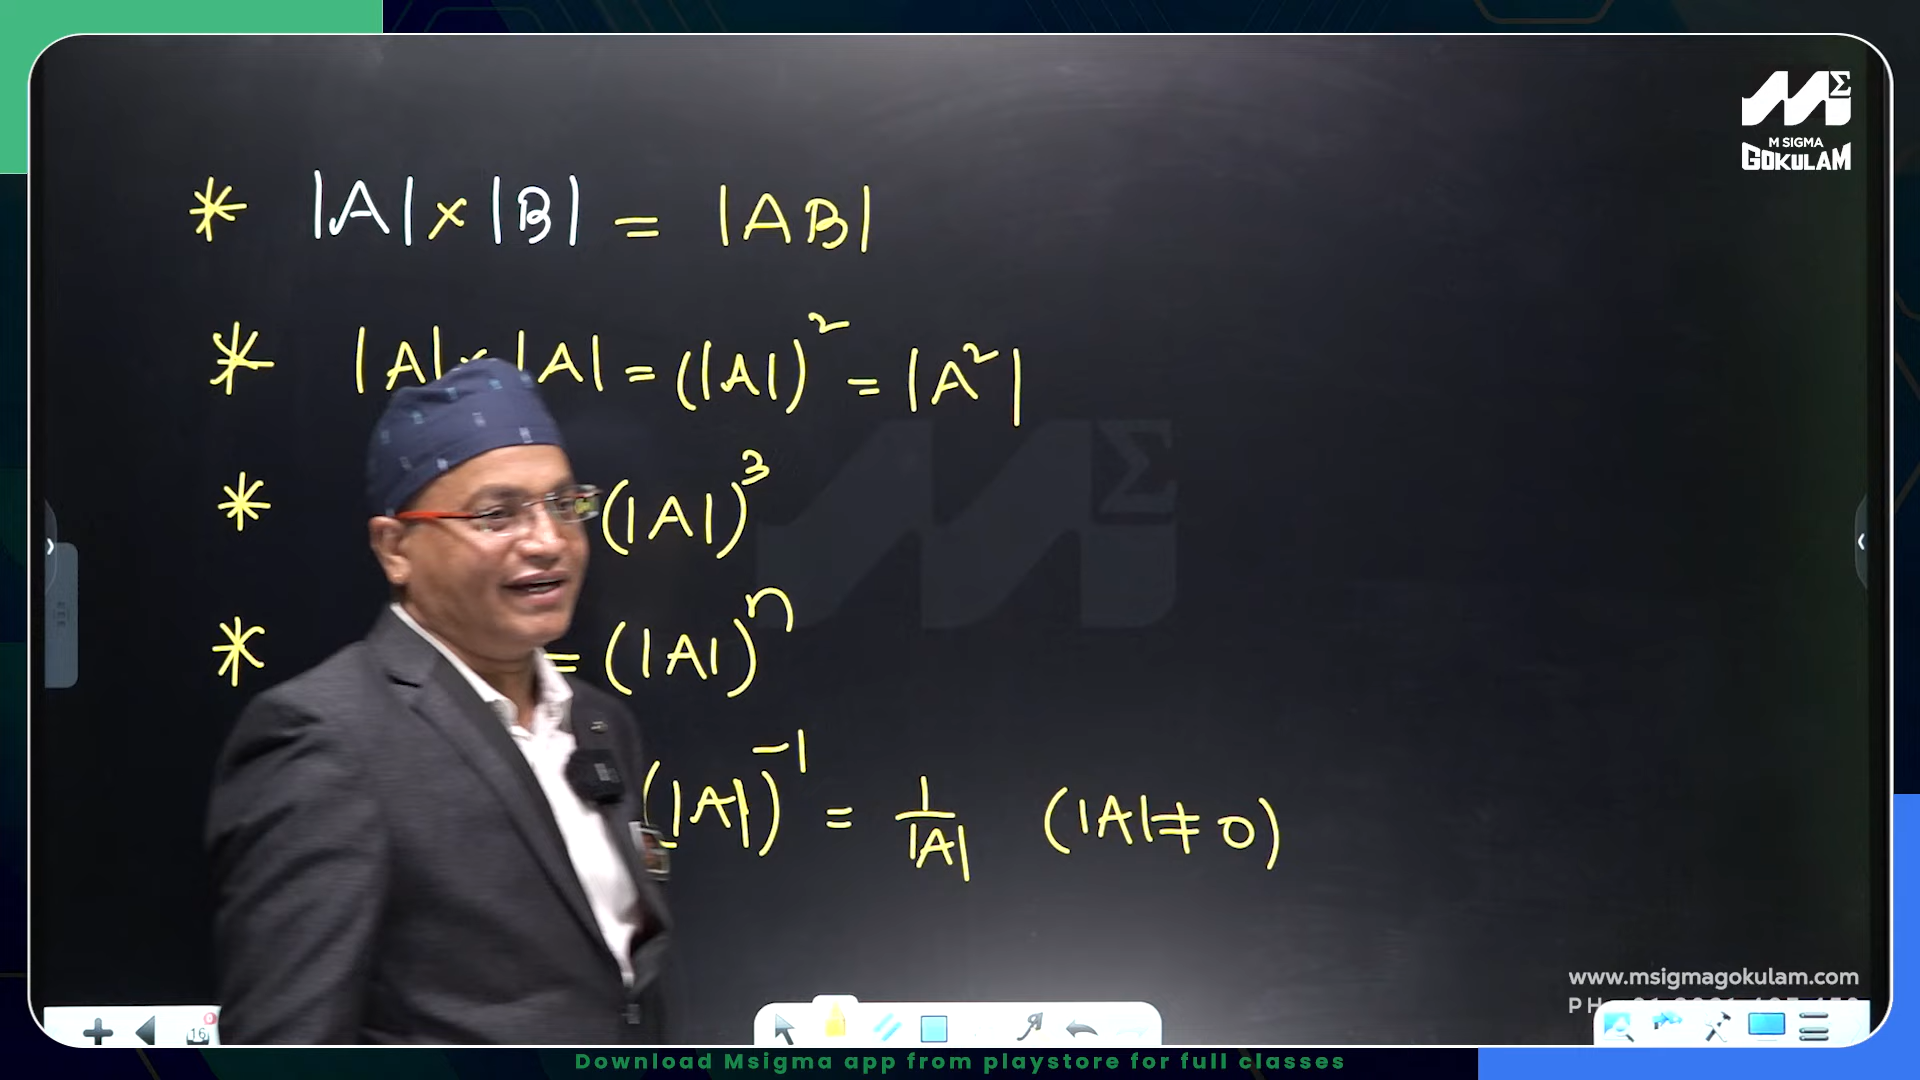 M Σ
M SIGMA
GOKULAM
* |A| × |B| = |AB|
* |A| × |A| = (|A|)² = |A²|
* (|A|)³
* = (|A|)ⁿ
(|A|)⁻¹ = 1/|A| (|A| ≠ 0)
www.msigmagokulam.com
16
Download Msigma app from playstore for full classes